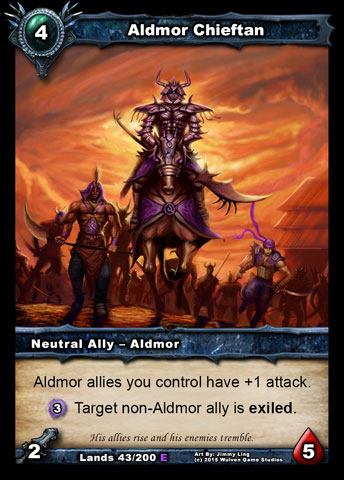 4 Aldmor Chieftan
Neutral Ally – Aldmor
Aldmor allies you control have +1 attack.
3 Target non-Aldmor ally is exiled.
His allies rise and his enemies tremble.
2 Lands 43/200 E Art By: Jimmy Ling 5
(c) 2015 Wulven Game Studios